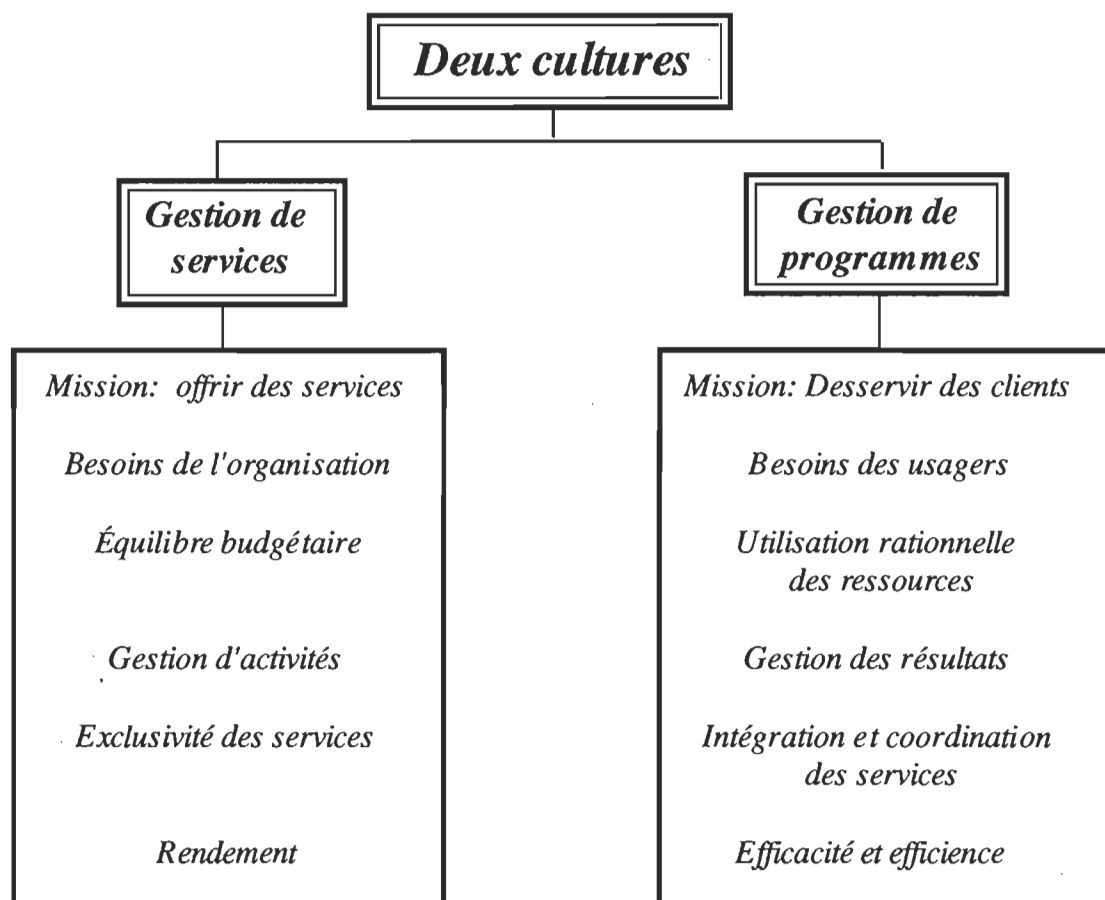 Deux cultures
Gestion de
services
Mission: offrir des services
Besoins de l'organisation
Équilibre budgétaire
Gestion d'activités
Exclusivité des services
Rendement
Gestion de
programmes
Mission: Desservir des clients
Besoins des usagers
Utilisation rationnelle
des ressources
Gestion des résultats
Intégration et coordination
des services
Efficacité et efficience